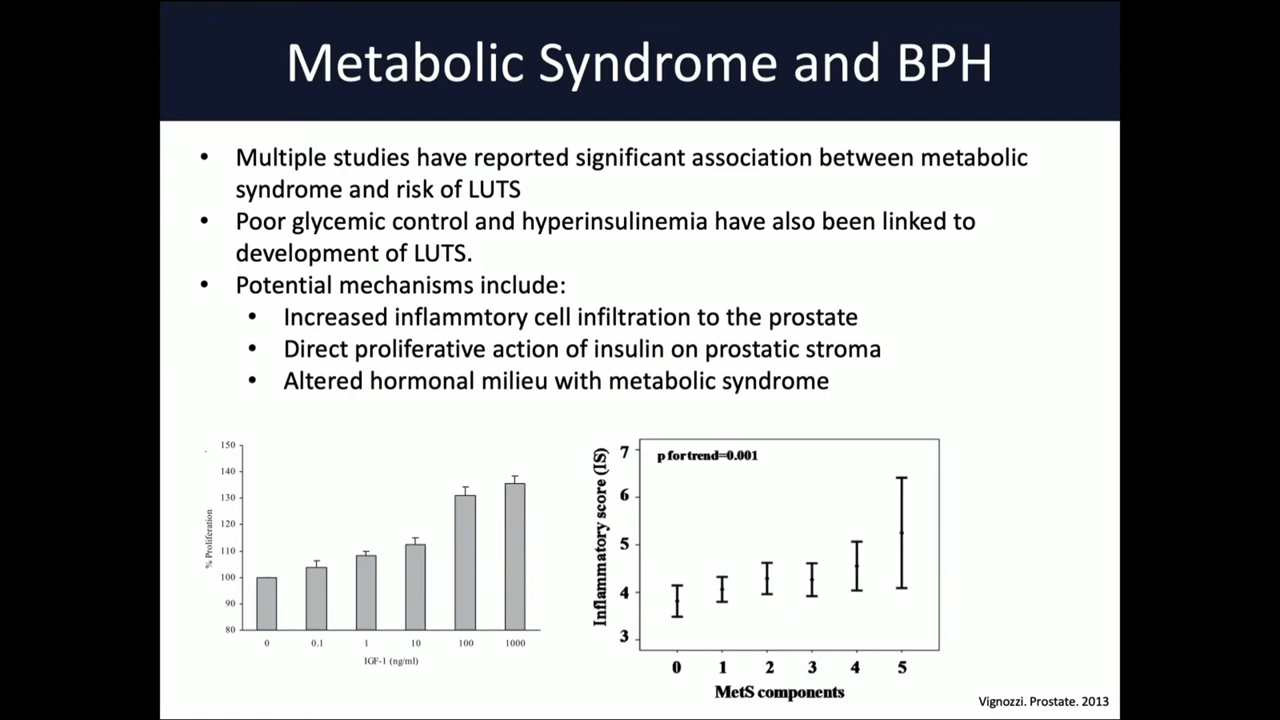 Metabolic Syndrome and BPH
• Multiple studies have reported significant association between metabolic
syndrome and risk of LUTS
• Poor glycemic control and hyperinsulinemia have also been linked to
development of LUTS.
• Potential mechanisms include:
• Increased inflammtory cell infiltration to the prostate
• Direct proliferative action of insulin on prostatic stroma
• Altered hormonal milieu with metabolic syndrome
% Proliferation
150
140
130
120
110
100
90
80
0 0.1 1 10 100 1000
IGF-1 (ng/ml)
Inflammatory score (IS)
p for trend=0.001
7
6
5
4
3
0 1 2 3 4 5
MetS components
Vignozzi. Prostate. 2013